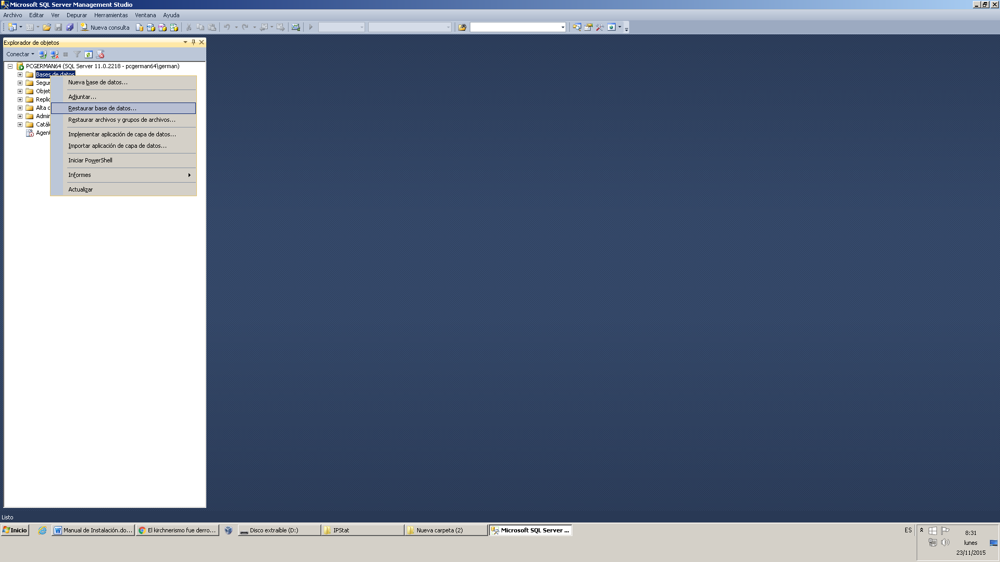 Microsoft SQL Server Management Studio
Archivo Editar Ver Depurar Herramientas Ventana Ayuda
Nueva consulta
Explorador de objetos
Conectar
PCGERMAN64 (SQL Server 11.0.2218 - pcgerman64\german)
Bases de datos
Segur
Objet
Replic
Alta c
Admir
Catál
Agen
Nueva base de datos...
Adjuntar...
Restaurar base de datos...
Restaurar archivos y grupos de archivos...
Implementar aplicación de capa de datos...
Importar aplicación de capa de datos...
Iniciar PowerShell
Informes
Actualizar
Listo
Inicio Manual de Instalación.do... El kirchnerismo fue derro... Disco extraíble (D:) IPStat Nueva carpeta (2) Microsoft SQL Server ... ES
8:31
lunes
23/11/2015